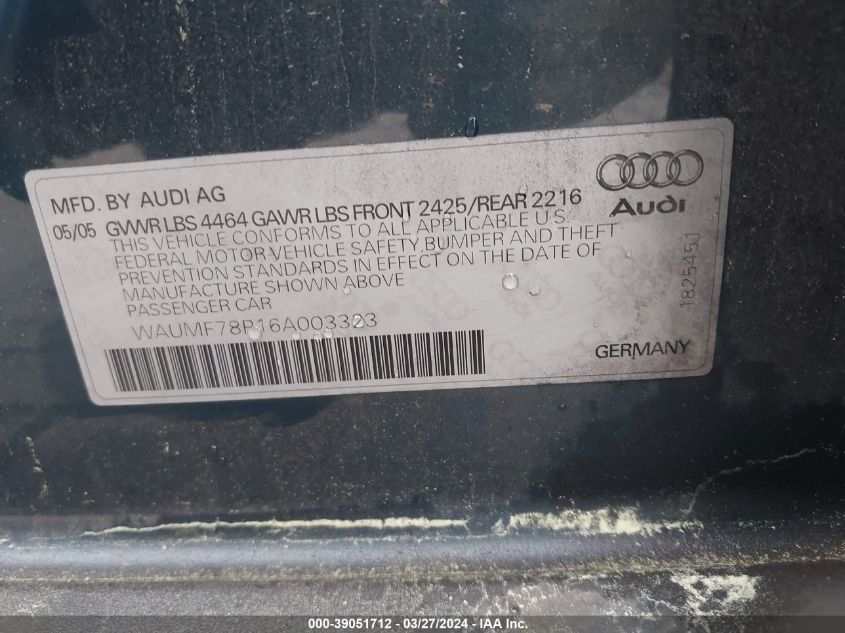 MFD. BY AUDI AG
05/05 GVWR LBS 4464 GAWR LBS FRONT 2425/REAR 2216
THIS VEHICLE CONFORMS TO ALL APPLICABLE U.S.
FEDERAL MOTOR VEHICLE SAFETY, BUMPER AND THEFT
PREVENTION STANDARDS IN EFFECT ON THE DATE OF
MANUFACTURE SHOWN ABOVE
PASSENGER CAR
Audi
1825451
GERMANY
000-39051712 - 03/27/2024 - IAA Inc.